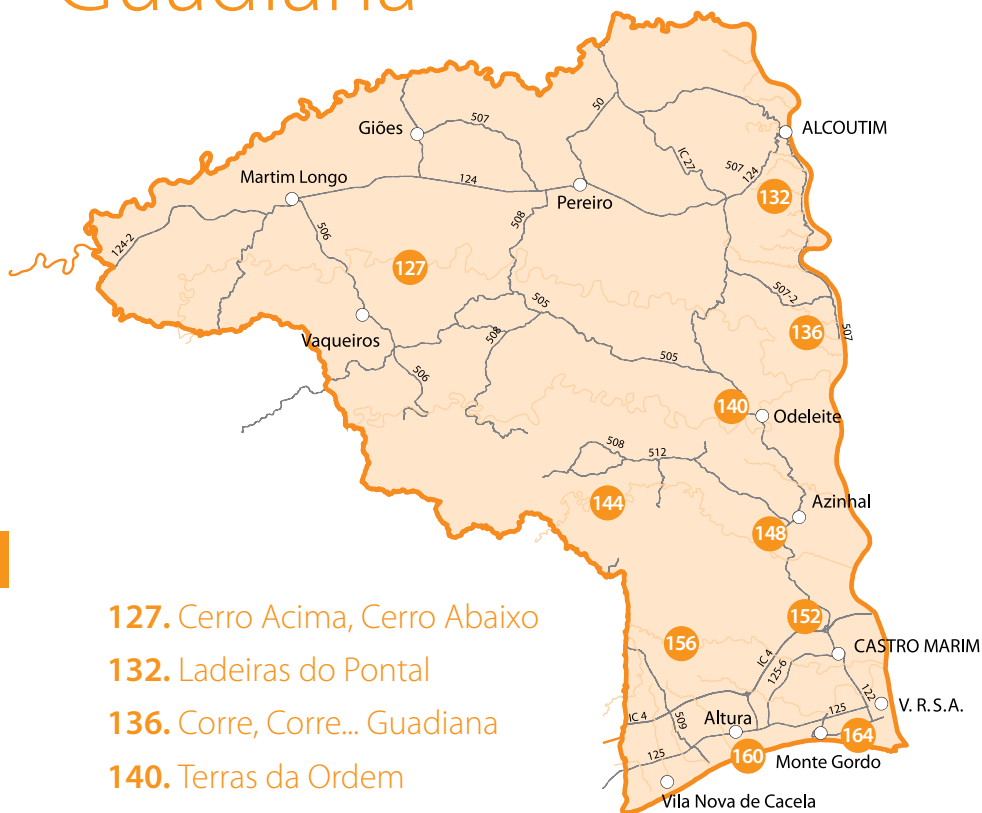 Guadiana
50
507
Giões
ALCOUTIM
IC 27
507
124
Martim Longo
124
132
Pereiro
508
506
124-2
127
507-2
505
136
507
508
Vaqueiros
505
506
140
Odeleite
508
512
144
Azinhal
148
127. Cerro Acima, Cerro Abaixo
152
156
CASTRO MARIM
IC 4
125-6
132. Ladeiras do Pontal
122
V. R. S. A.
125
IC 4
509
Altura
136. Corre, Corre... Guadiana
164
125
160
Monte Gordo
140. Terras da Ordem
Vila Nova de Cacela